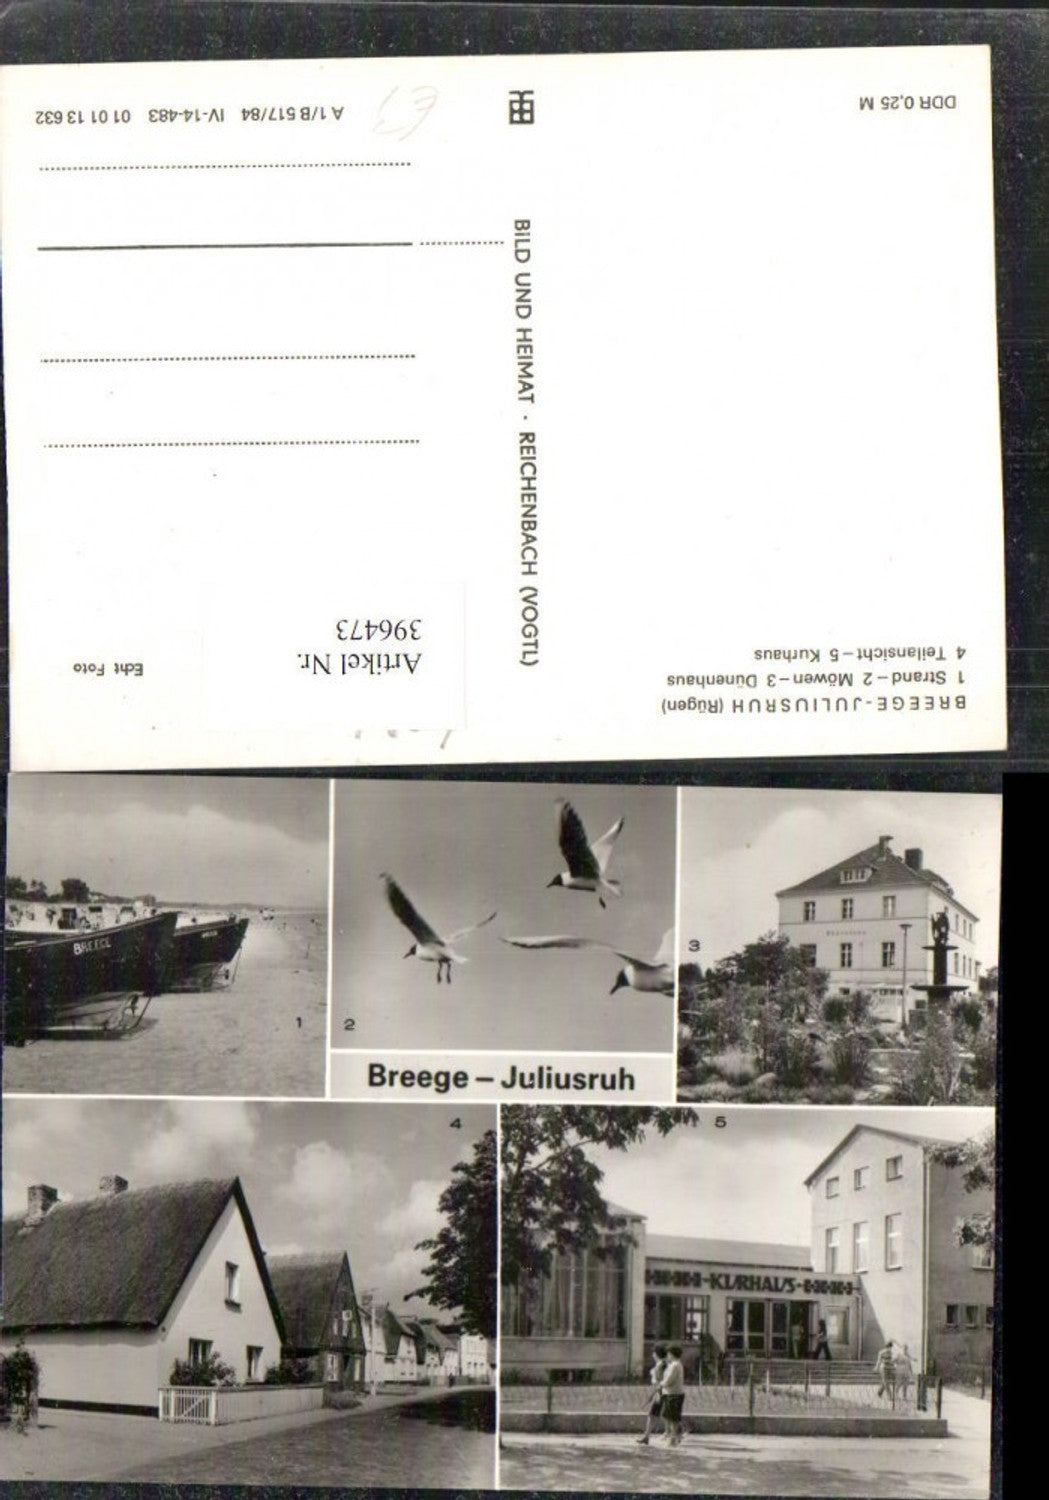 BREEGE-JULIUSRUH (Rügen)
1 Strand – 2 Möwen – 3 Dünenhaus
4 Teilansicht – 5 Kurhaus
Echt Foto
Artikel Nr.
396473
BILD UND HEIMAT · REICHENBACH (VOGTL)
DDR 0,25 M
A 1/B 517/84 IV-14-483 01 01 13 632
BREEGE
1
2
3
Breege – Juliusruh
4
5
KURHAUS